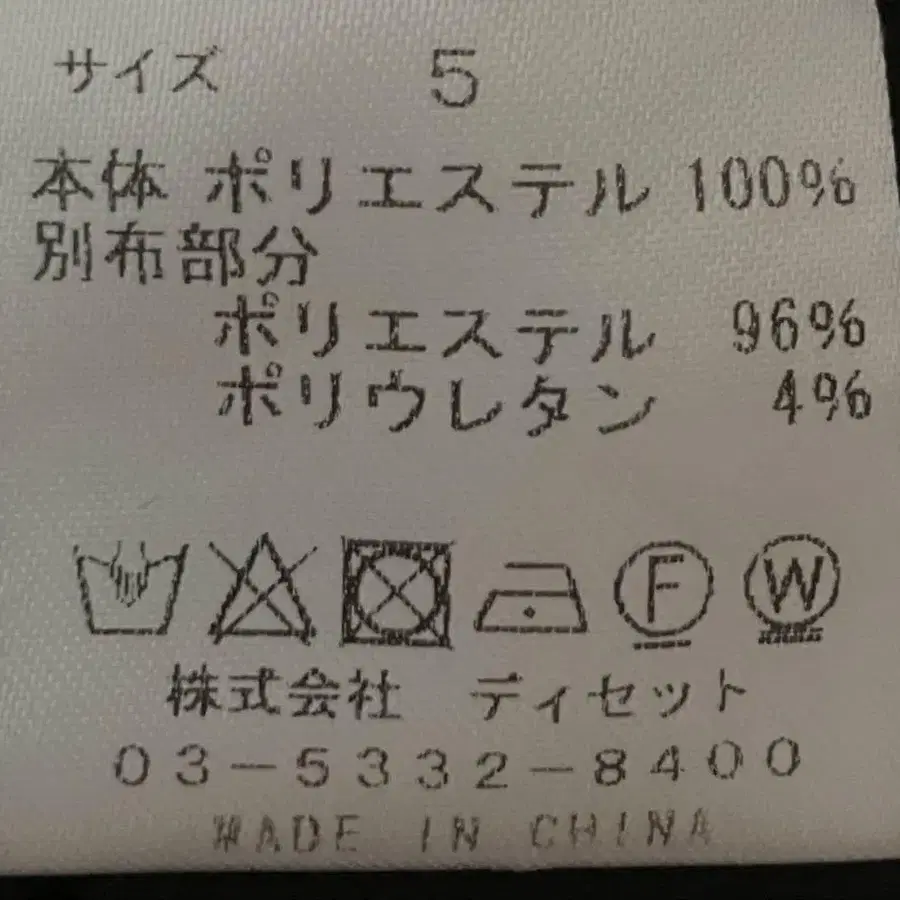 サイズ 5
本体 ポリエステル 100%
別布部分
ポリエステル 96%
ポリウレタン 4%
F W
株式会社 ディセット
03-5332-8400
MADE IN CHINA